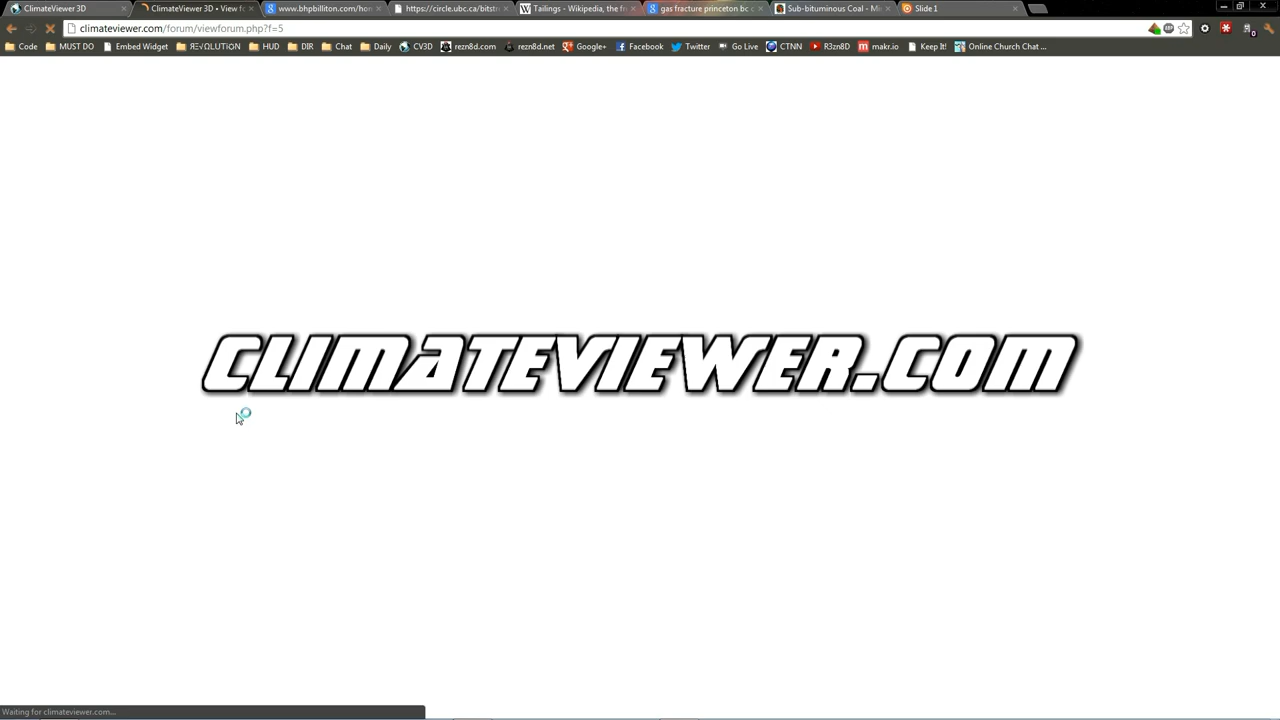 ClimateViewer 3D
ClimateViewer 3D • View fo
www.bhpbilliton.com/hon
https://circle.ubc.ca/bitstr
Tailings - Wikipedia, the fr
gas fracture princeton bc c
Sub-bituminous Coal - Mi
Slide 1
climateviewer.com/forum/viewforum.php?f=5
Code MUST DO Embed Widget ЯΞVΩLUTIΩN HUD DIR Chat Daily CV3D rezn8d.com rezn8d.net Google+ Facebook Twitter Go Live CTNN R3zn8D makr.io Keep It! Online Church Chat ...
CLIMATEVIEWER.COM
Waiting for climateviewer.com...